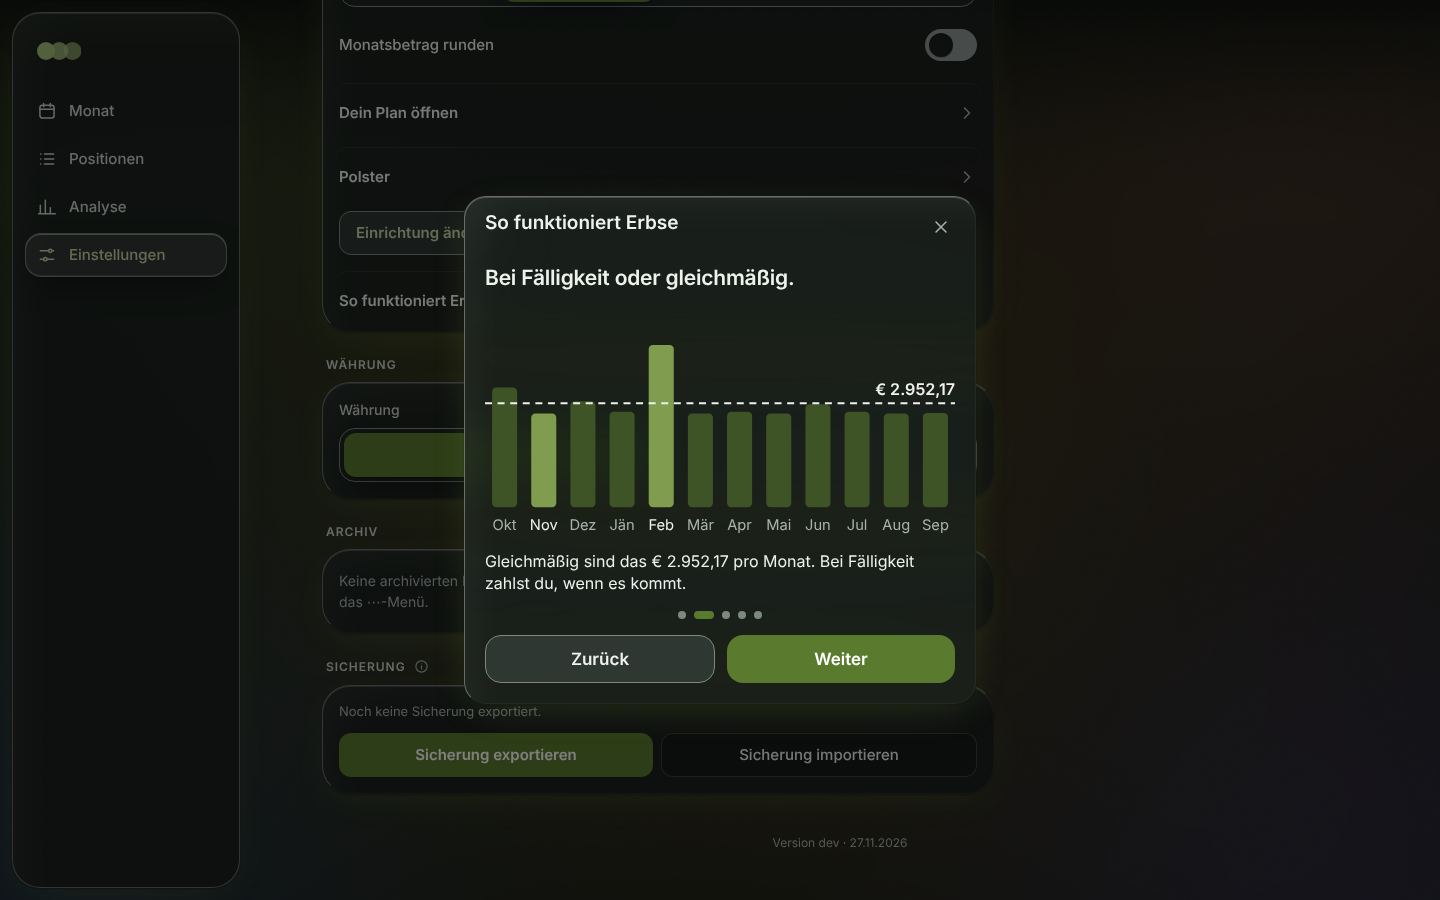 Monat
Positionen
Analyse
Einstellungen
Monatsbetrag runden
Dein Plan öffnen
Polster
Einrichtung
So funktioniert
WÄHRUNG
Währung
ARCHIV
Keine archivierten
das ···-Menü.
SICHERUNG
Noch keine Sicherung exportiert.
Sicherung exportieren
Sicherung importieren
Version dev · 27.11.2026
So funktioniert Erbse
Bei Fälligkeit oder gleichmäßig.
€ 2.952,17
Okt Nov Dez Jän Feb Mär Apr Mai Jun Jul Aug Sep
Gleichmäßig sind das € 2.952,17 pro Monat. Bei Fälligkeit
zahlst du, wenn es kommt.
Zurück
Weiter